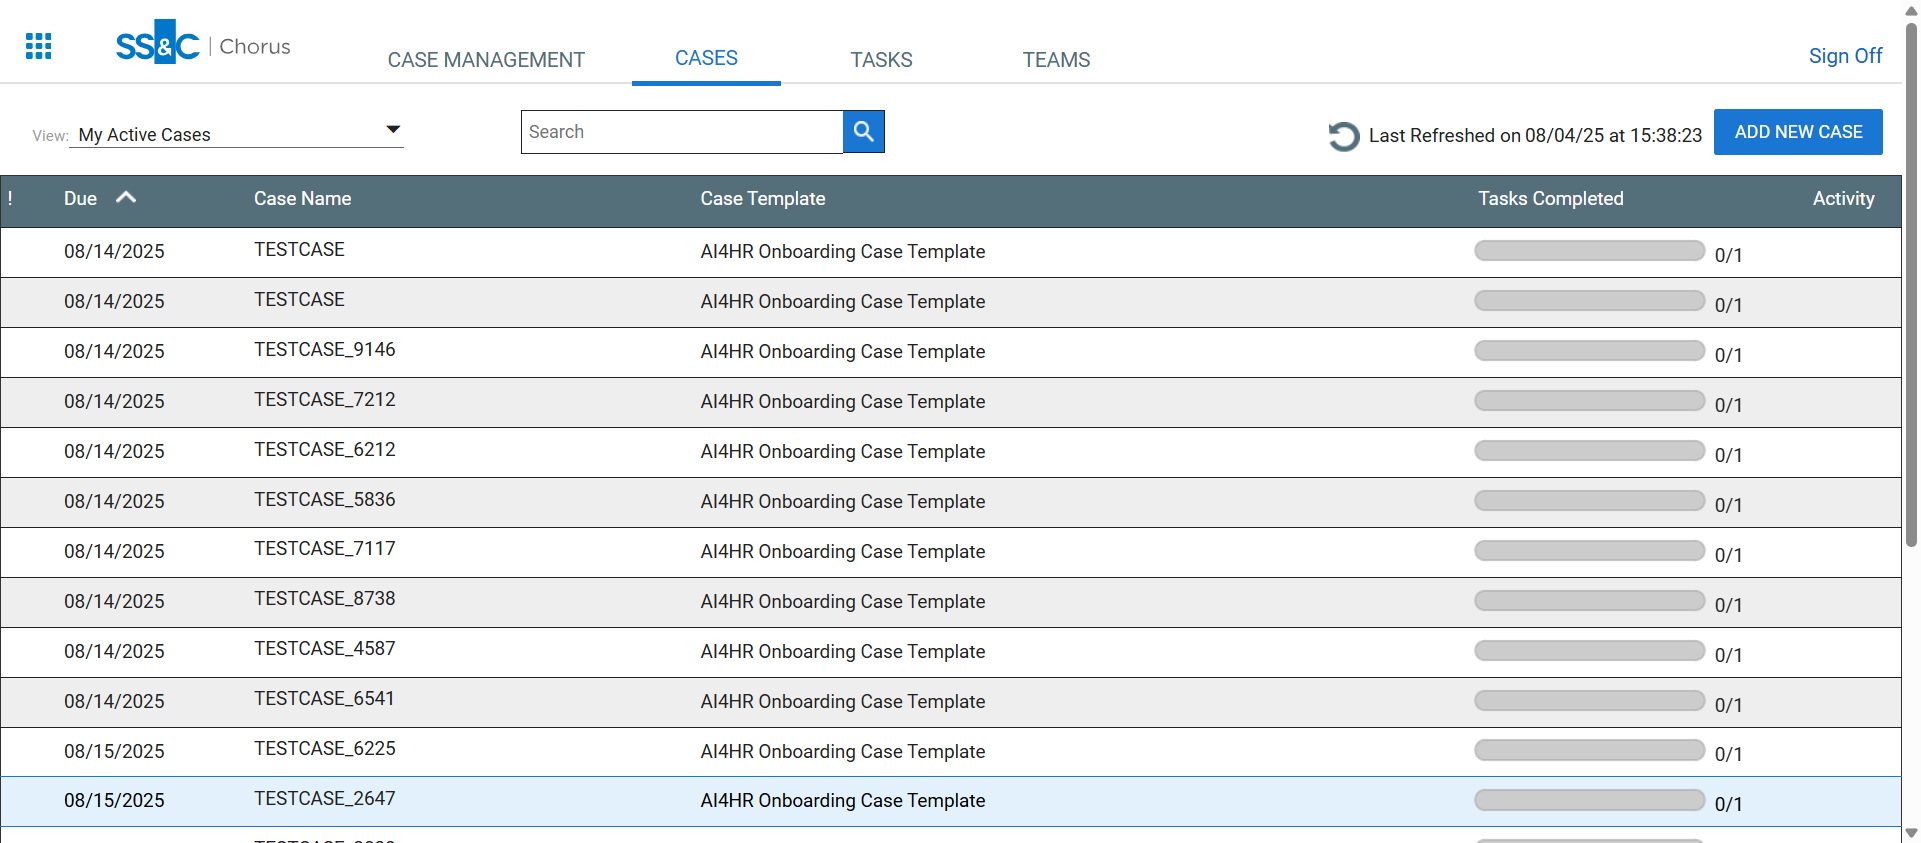 SS&C | Chorus
CASE MANAGEMENT
CASES
TASKS
TEAMS
Sign Off
View: My Active Cases
Search
Last Refreshed on 08/04/25 at 15:38:23
ADD NEW CASE
! Due Case Name Case Template Tasks Completed Activity
08/14/2025 TESTCASE AI4HR Onboarding Case Template 0/1
08/14/2025 TESTCASE AI4HR Onboarding Case Template 0/1
08/14/2025 TESTCASE_9146 AI4HR Onboarding Case Template 0/1
08/14/2025 TESTCASE_7212 AI4HR Onboarding Case Template 0/1
08/14/2025 TESTCASE_6212 AI4HR Onboarding Case Template 0/1
08/14/2025 TESTCASE_5836 AI4HR Onboarding Case Template 0/1
08/14/2025 TESTCASE_7117 AI4HR Onboarding Case Template 0/1
08/14/2025 TESTCASE_8738 AI4HR Onboarding Case Template 0/1
08/14/2025 TESTCASE_4587 AI4HR Onboarding Case Template 0/1
08/14/2025 TESTCASE_6541 AI4HR Onboarding Case Template 0/1
08/15/2025 TESTCASE_6225 AI4HR Onboarding Case Template 0/1
08/15/2025 TESTCASE_2647 AI4HR Onboarding Case Template 0/1